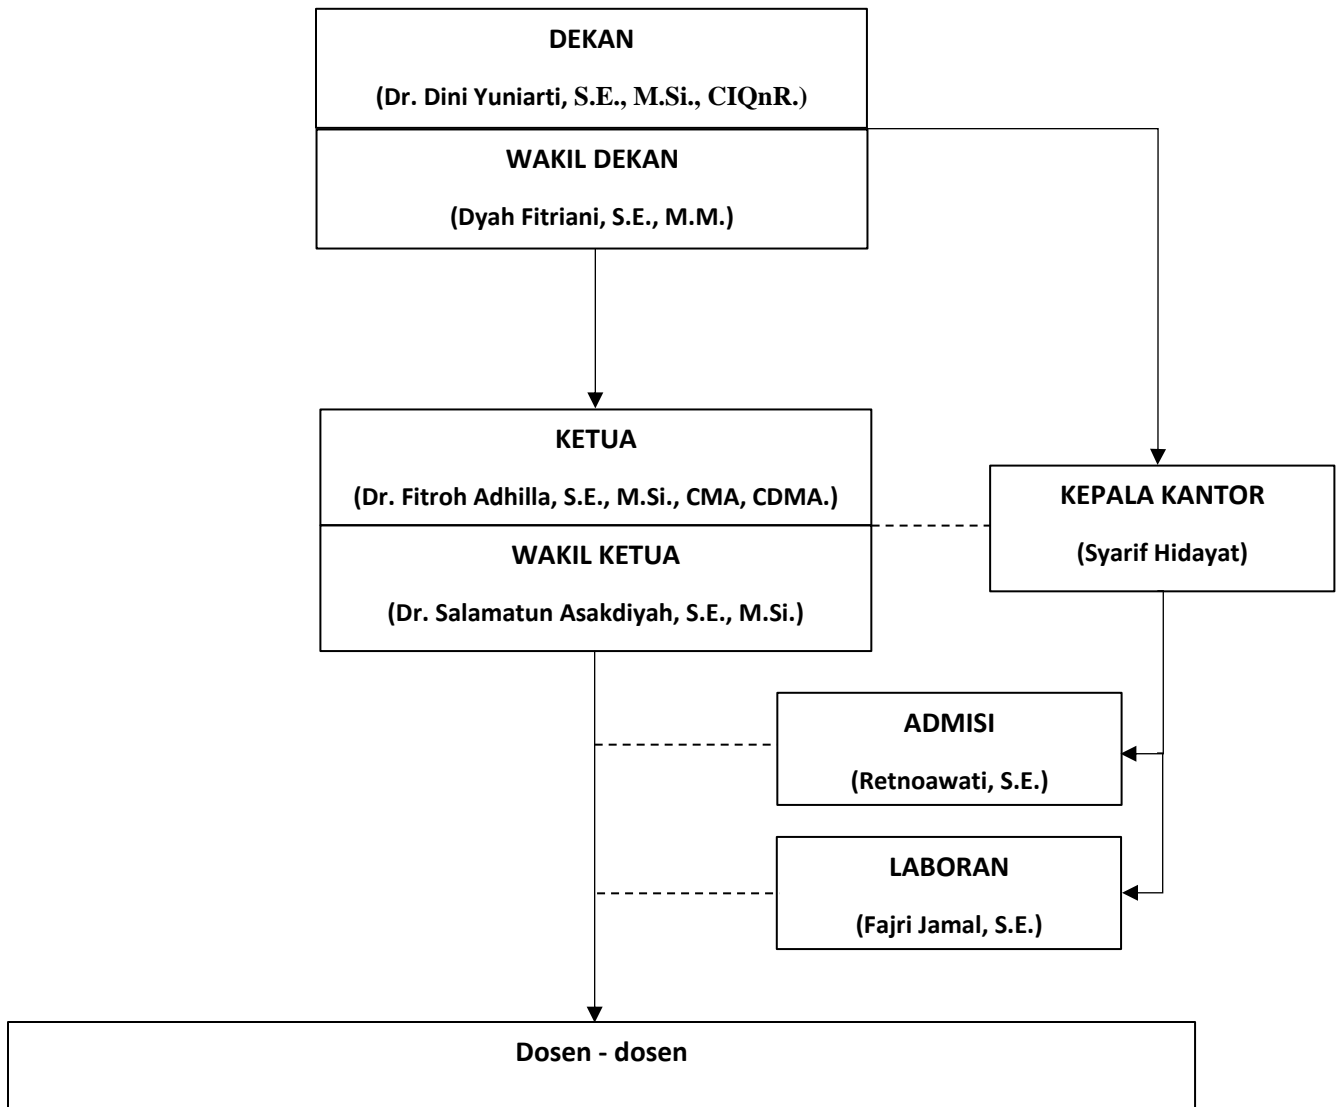 DEKAN
(Dr. Dini Yuniarti, S.E., M.Si., CIQnR.)
WAKIL DEKAN
(Dyah Fitriani, S.E., M.M.)
KETUA
(Dr. Fitroh Adhilla, S.E., M.Si., CMA, CDMA.)
WAKIL KETUA
(Dr. Salamatun Asakdiyah, S.E., M.Si.)
KEPALA KANTOR
(Syarif Hidayat)
ADMISI
(Retnoawati, S.E.)
LABORAN
(Fajri Jamal, S.E.)
Dosen - dosen